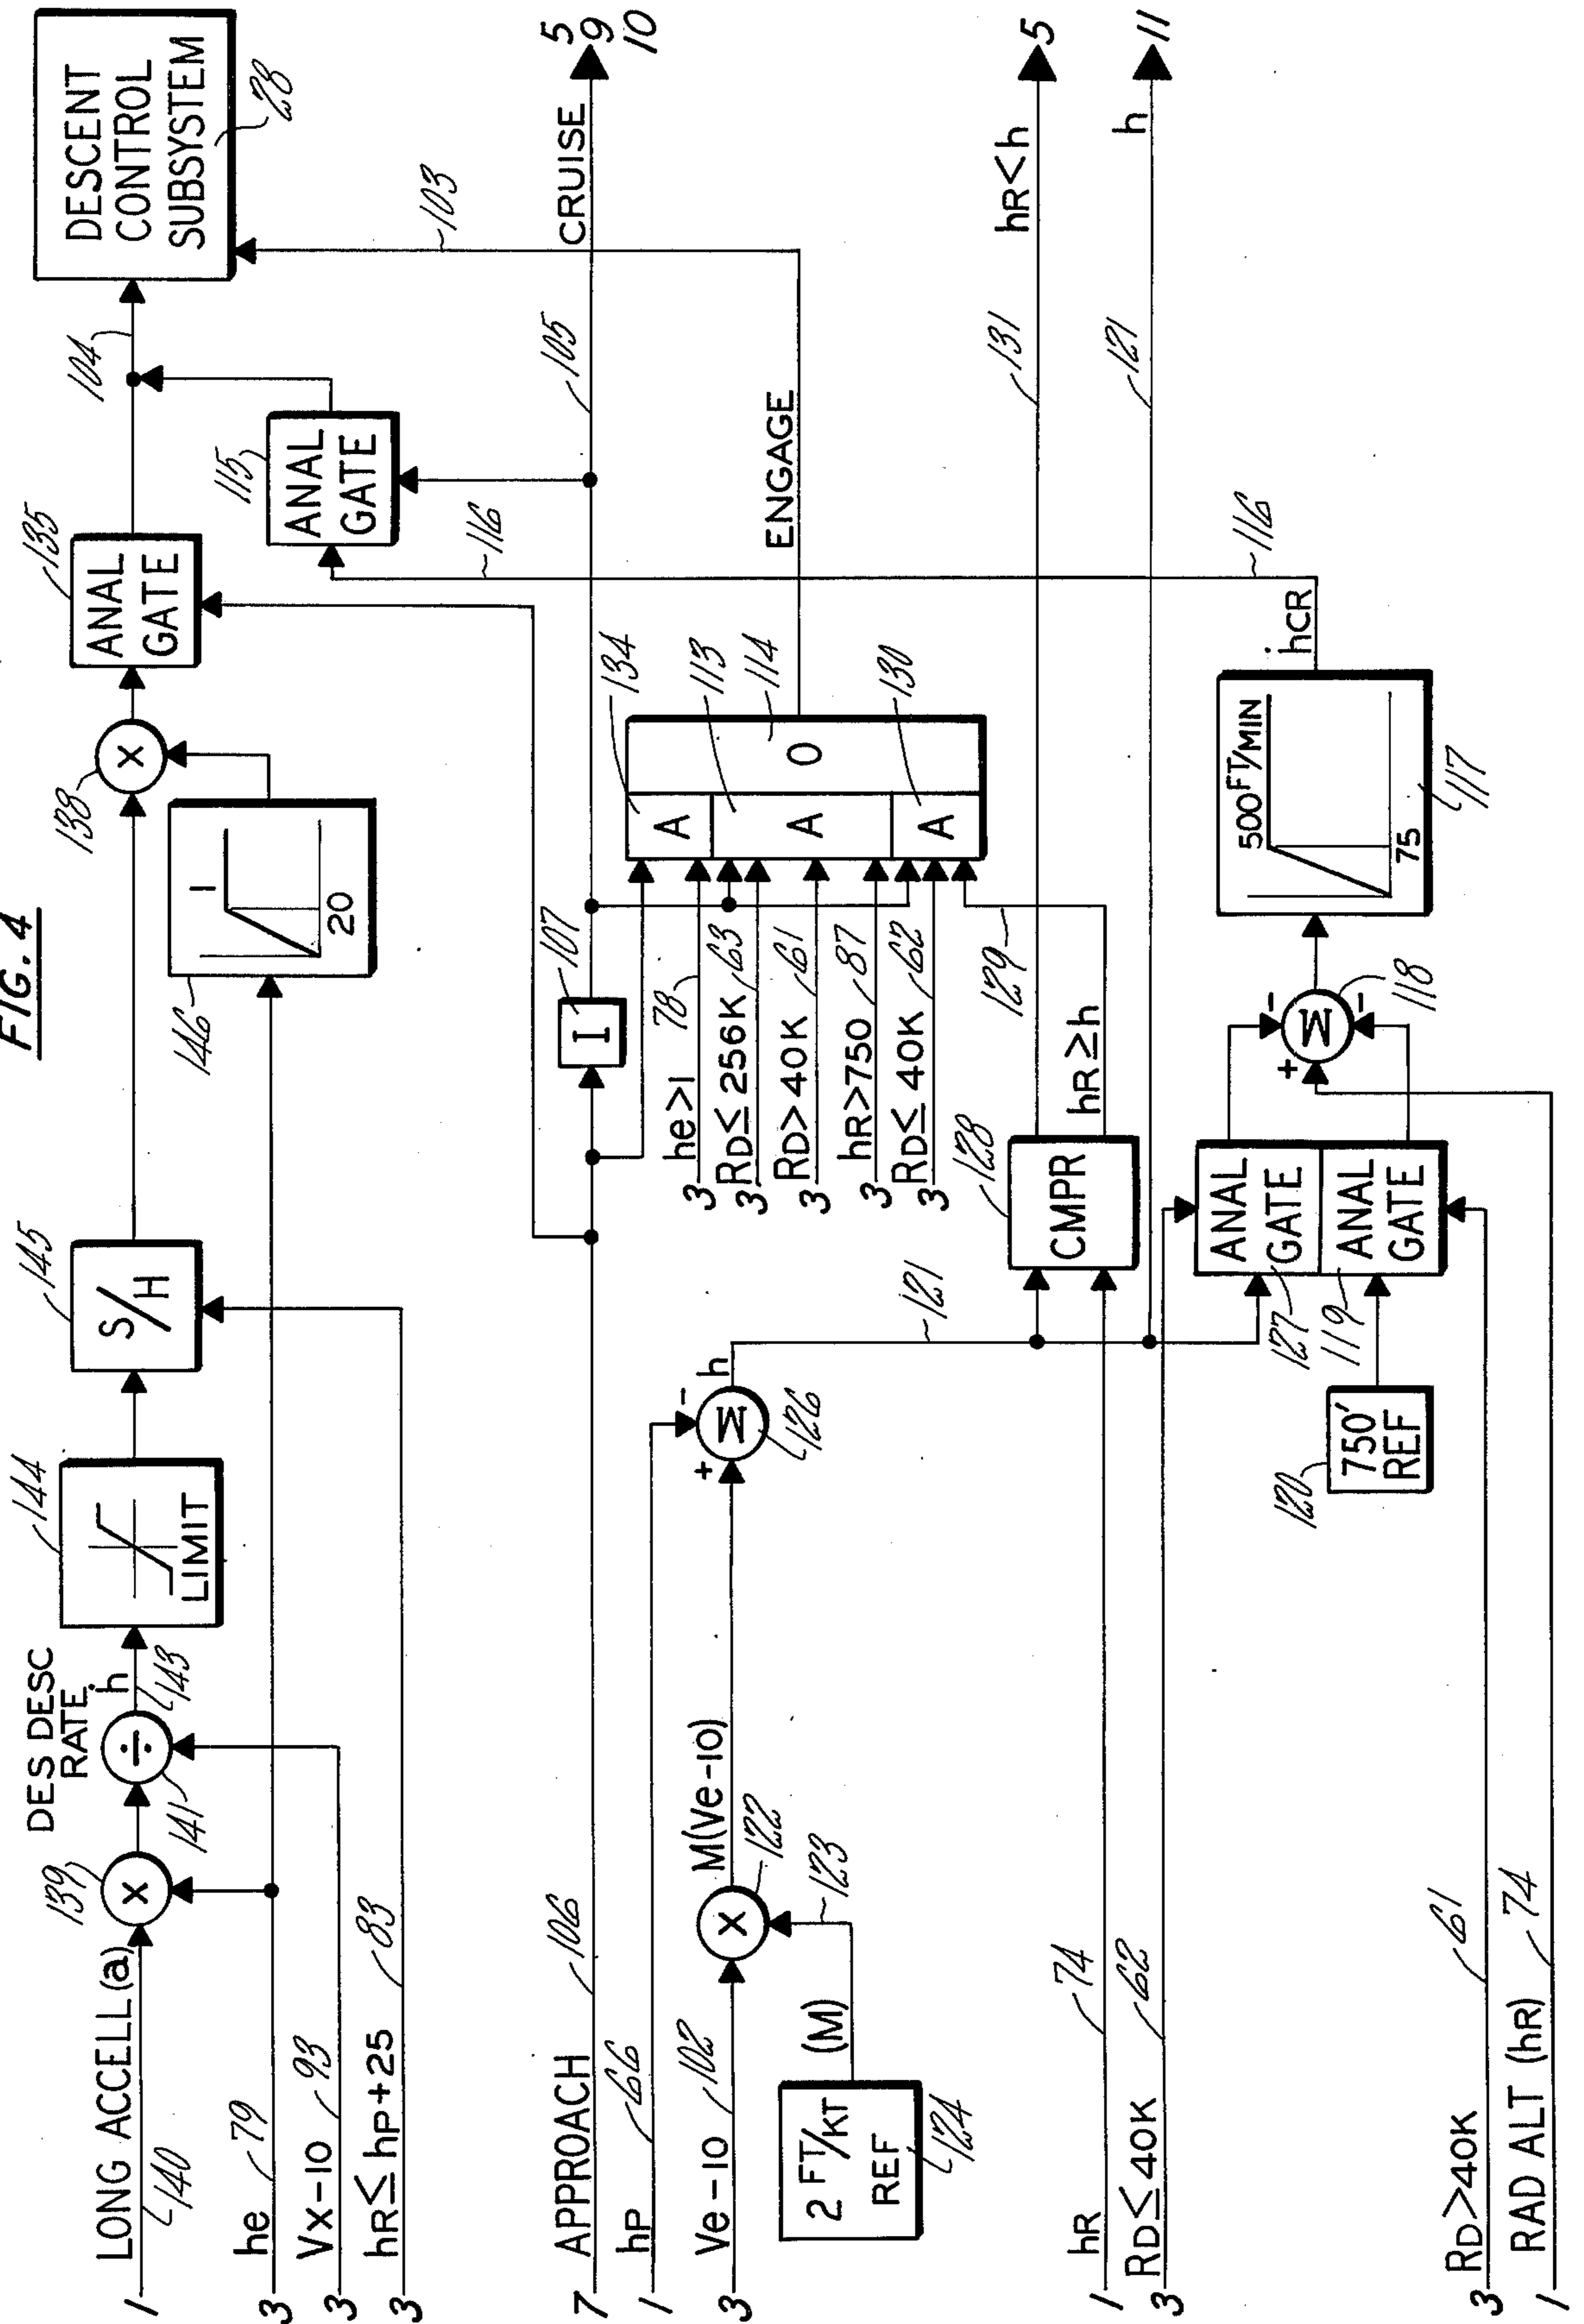 FIG. 4
1
LONG ACCELL (a)
140
139
X
141
÷
DES DESC
RATE
ḣ
143
144
LIMIT
145
S/H
138
X
135
ANAL
GATE
104
DESCENT
CONTROL
SUBSYSTEM
28
3
he
79
146
1
20
3
Vx-10
93
115
ANAL
GATE
3
hR≤hP+25
83
116
103
7
APPROACH
106
107
I
105
CRUISE
5
9
10
1
hP
66
134
A
113
A
114
O
130
A
ENGAGE
3
he>1
78
3
RD≤256K
63
3
RD>40K
61
3
hR>750
87
3
RD≤40K
62
3
Ve-10
102
X
122
M(Ve-10)
2 FT/KT
REF
124
(M)
123
+
-
Σ
126
h
121
128
CMPR
129
hR≥h
131
hR<h
5
121
h
11
1
hR
74
3
RD≤40K
62
ANAL
GATE
127
ANAL
GATE
119
120
750'
REF
+
-
-
Σ
118
500FT/MIN
75
117
ḣCR
116
3
RD>40K
61
1
RAD ALT (hR)
74